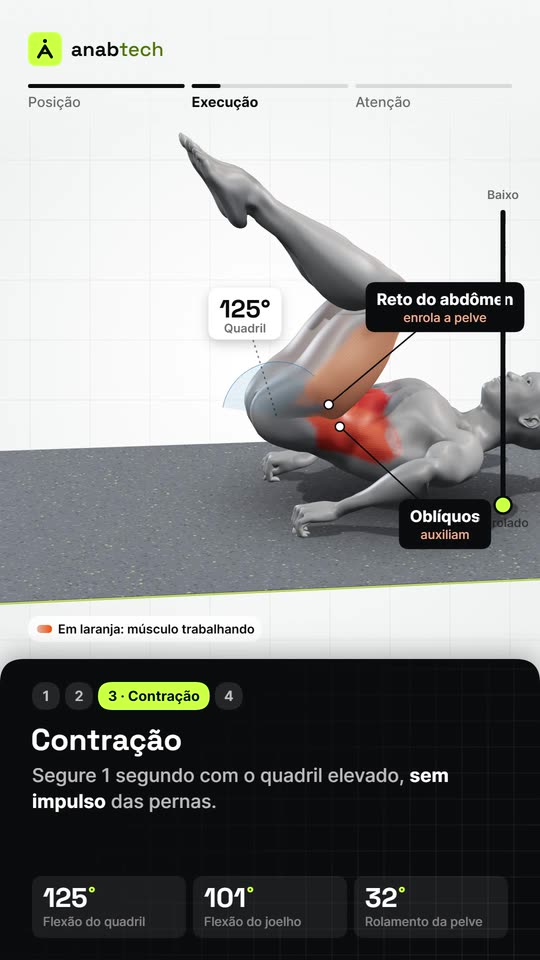 anabtech
Posição
Execução
Atenção
Baixo
125°
Quadril
Reto do abdômen
enrola a pelve
Oblíquos
auxiliam
Em laranja: músculo trabalhando
1
2
3 · Contração
4
Contração
Segure 1 segundo com o quadril elevado, sem
impulso das pernas.
125°
Flexão do quadril
101°
Flexão do joelho
32°
Rolamento da pelve